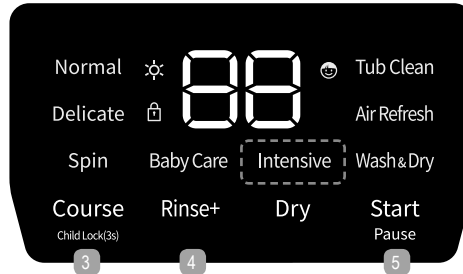 Normal 88 Tub Clean
Delicate Air Refresh
Spin Baby Care Intensive Wash&Dry
Course Rinse+ Dry Start
Child Lock(3s) Pause
3 4 5